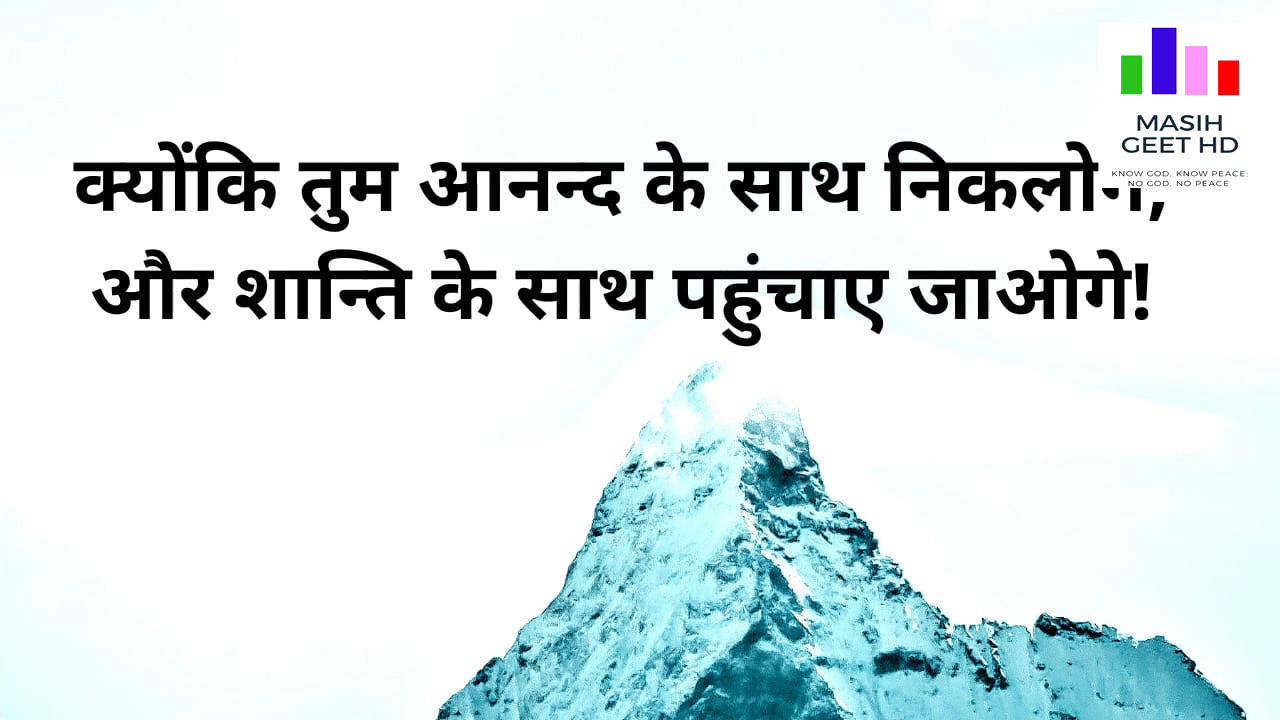 क्योंकि तुम आनन्द के साथ
और शान्ति के साथ पहुंचाए जाओगे!
MASIH
GEET HD
KNOW GOD, KNOW PEACE;
NO GOD, NO PEACE.